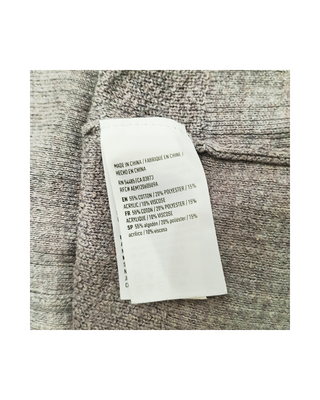 MADE IN CHINA / FABRIQUÉ EN CHINE /
HECHO EN CHINA
EN 55% COTTON / 20% POLYESTER / 15%
ACRYLIC / 10% VISCOSE
FR 55% COTON / 20% POLYESTER / 15%
ACRYLIQUE / 10% VISCOSE
SP 55% algodón / 20% poliéster / 15%
acrílico / 10% viscosa